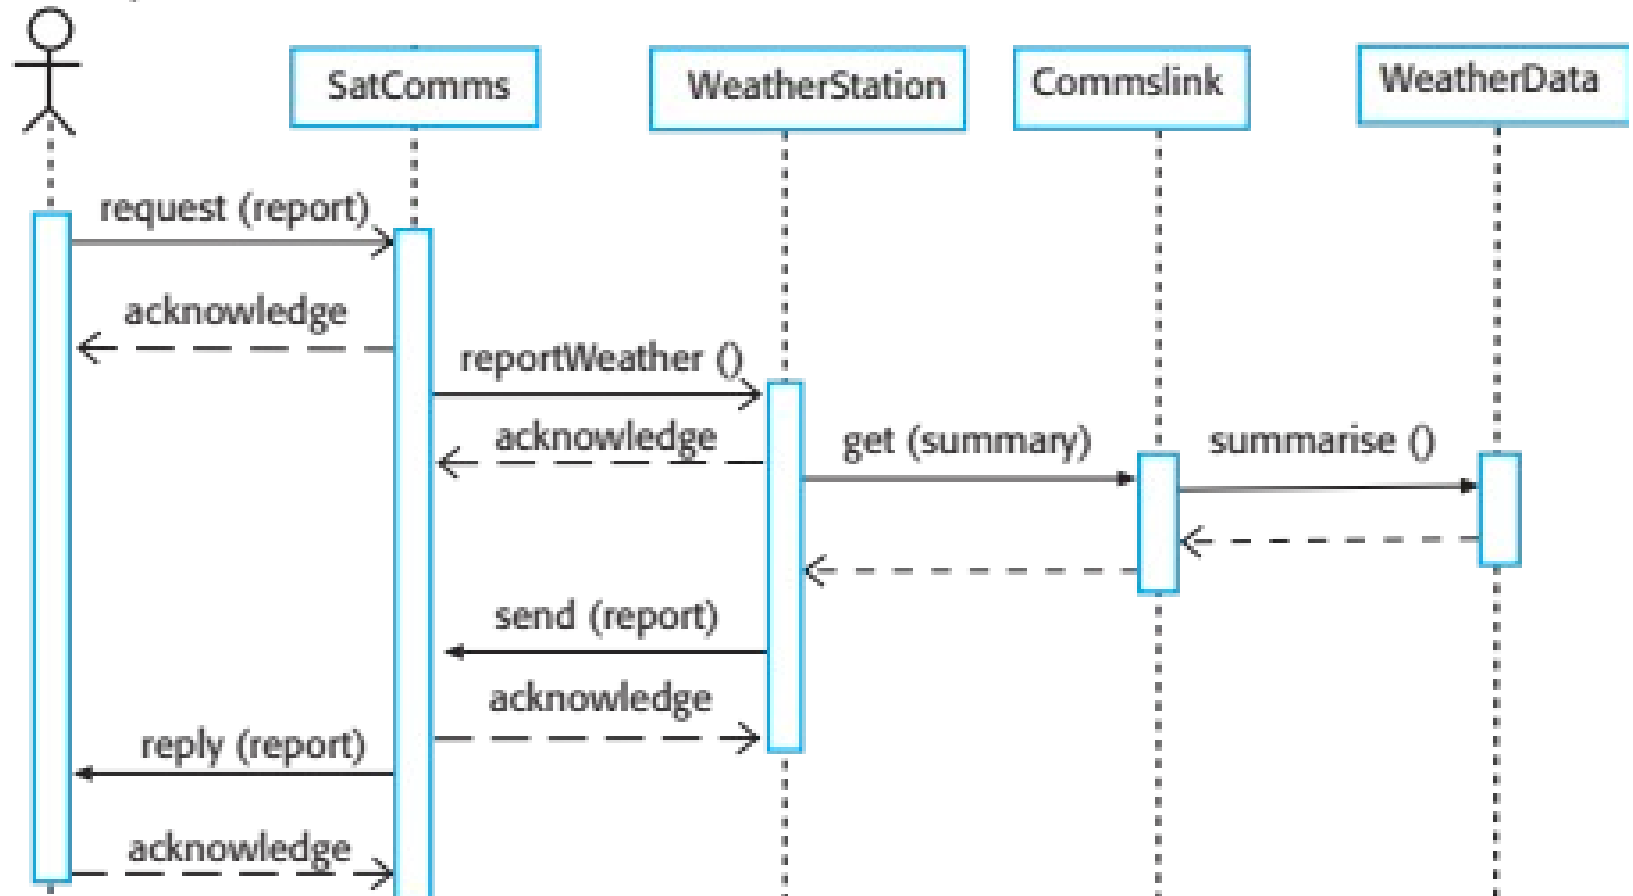 SatComms
WeatherStation
Commslink
WeatherData
request (report)
acknowledge
reportWeather ()
acknowledge
get (summary)
summarise ()
send (report)
acknowledge
reply (report)
acknowledge